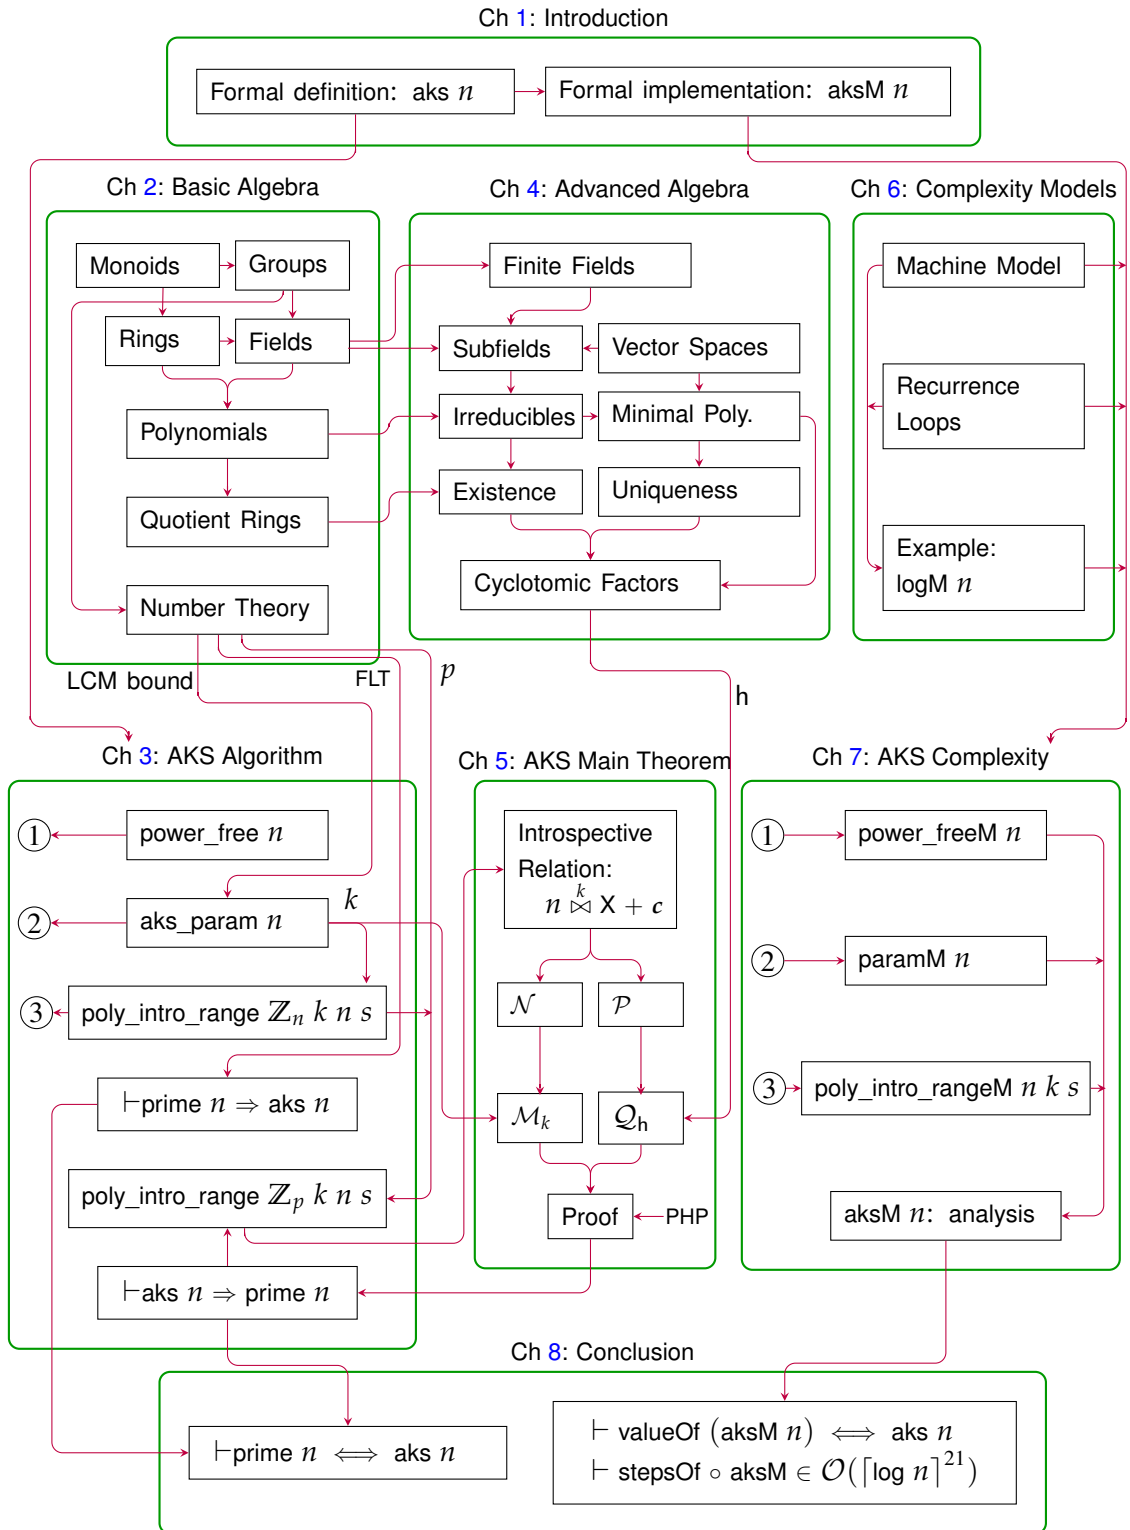 Ch 1: Introduction
Formal definition: aks n
Formal implementation: aksM n
Ch 2: Basic Algebra
Monoids
Groups
Rings
Fields
Polynomials
Quotient Rings
Number Theory
Ch 4: Advanced Algebra
Finite Fields
Subfields
Vector Spaces
Irreducibles
Minimal Poly.
Existence
Uniqueness
Cyclotomic Factors
Ch 6: Complexity Models
Machine Model
Recurrence
Loops
Example:
logM n
LCM bound
FLT
p
h
Ch 3: AKS Algorithm
1
power_free n
2
aks_param n
k
3
poly_intro_range ℤₙ k n s
⊢prime n ⇒ aks n
poly_intro_range ℤₚ k n s
⊢aks n ⇒ prime n
Ch 5: AKS Main Theorem
Introspective
Relation:
n ⋈^k X + c
𝒩
𝒫
ℳₖ
𝒬ₕ
Proof
PHP
Ch 7: AKS Complexity
1
power_freeM n
2
paramM n
3
poly_intro_rangeM n k s
aksM n: analysis
Ch 8: Conclusion
⊢prime n ⟺ aks n
⊢ valueOf (aksM n) ⟺ aks n
⊢ stepsOf ∘ aksM ∈ 𝒪(⌈log n⌉²¹)